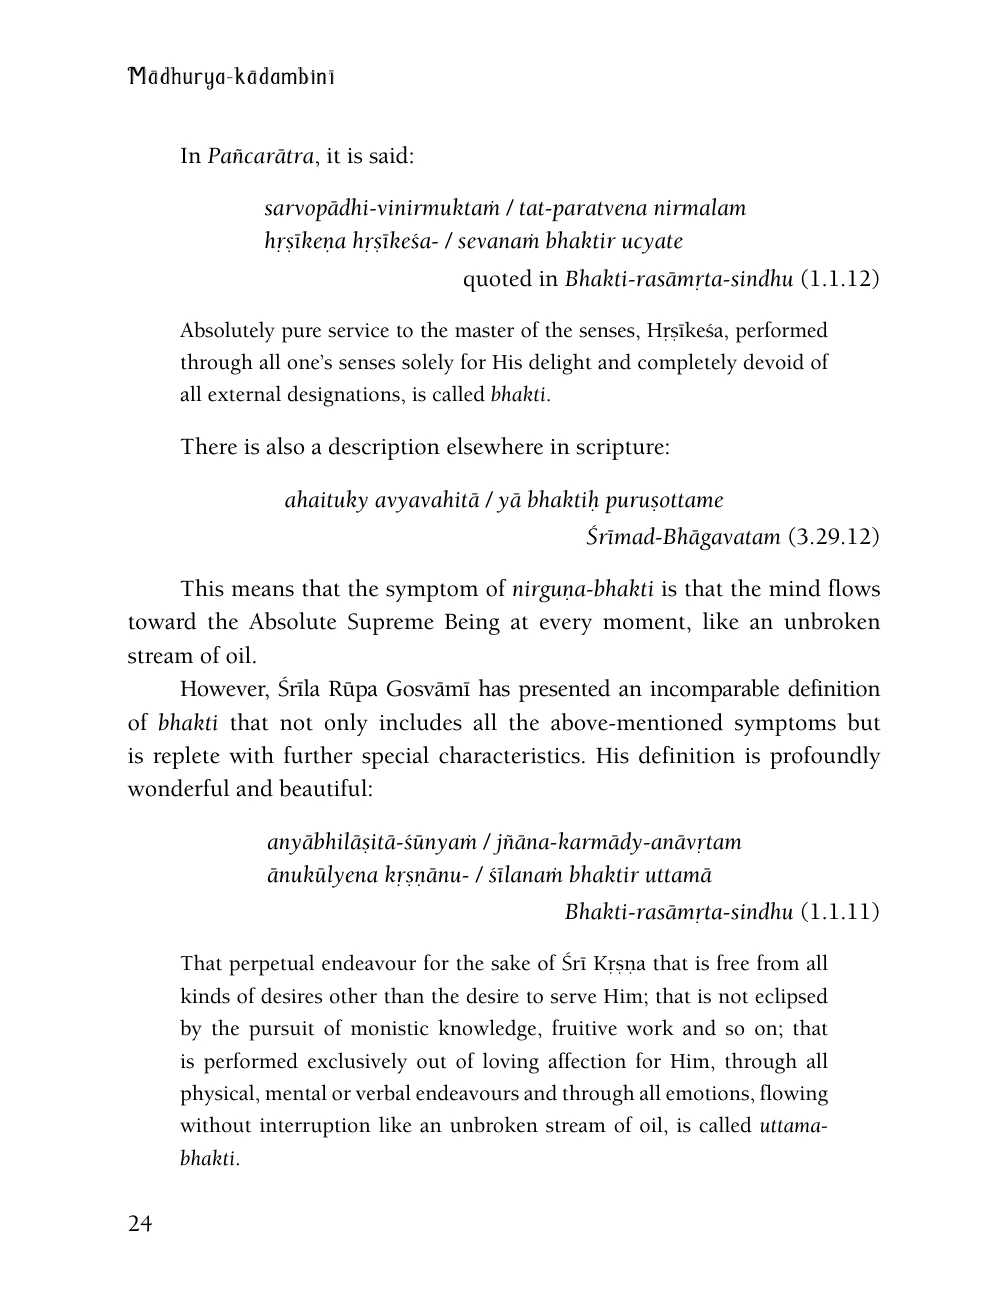 Mādhurya-kādambinī
In Pañcarātra, it is said:
sarvopādhi-vinirmuktaṁ / tat-paratvena nirmalam
hṛṣīkeṇa hṛṣīkeśa- / sevanaṁ bhaktir ucyate
quoted in Bhakti-rasāmṛta-sindhu (1.1.12)
Absolutely pure service to the master of the senses, Hṛṣīkeśa, performed
through all one’s senses solely for His delight and completely devoid of
all external designations, is called bhakti.
There is also a description elsewhere in scripture:
ahaituky avyavahitā / yā bhaktiḥ puruṣottame
Śrīmad-Bhāgavatam (3.29.12)
This means that the symptom of nirguṇa-bhakti is that the mind flows
toward the Absolute Supreme Being at every moment, like an unbroken
stream of oil.
However, Śrīla Rūpa Gosvāmī has presented an incomparable definition
of bhakti that not only includes all the above-mentioned symptoms but
is replete with further special characteristics. His definition is profoundly
wonderful and beautiful:
anyābhilāṣitā-śūnyaṁ / jñāna-karmādy-anāvṛtam
ānukūlyena kṛṣṇānu- / śīlanaṁ bhaktir uttamā
Bhakti-rasāmṛta-sindhu (1.1.11)
That perpetual endeavour for the sake of Śrī Kṛṣṇa that is free from all
kinds of desires other than the desire to serve Him; that is not eclipsed
by the pursuit of monistic knowledge, fruitive work and so on; that
is performed exclusively out of loving affection for Him, through all
physical, mental or verbal endeavours and through all emotions, flowing
without interruption like an unbroken stream of oil, is called uttama-
bhakti.
24